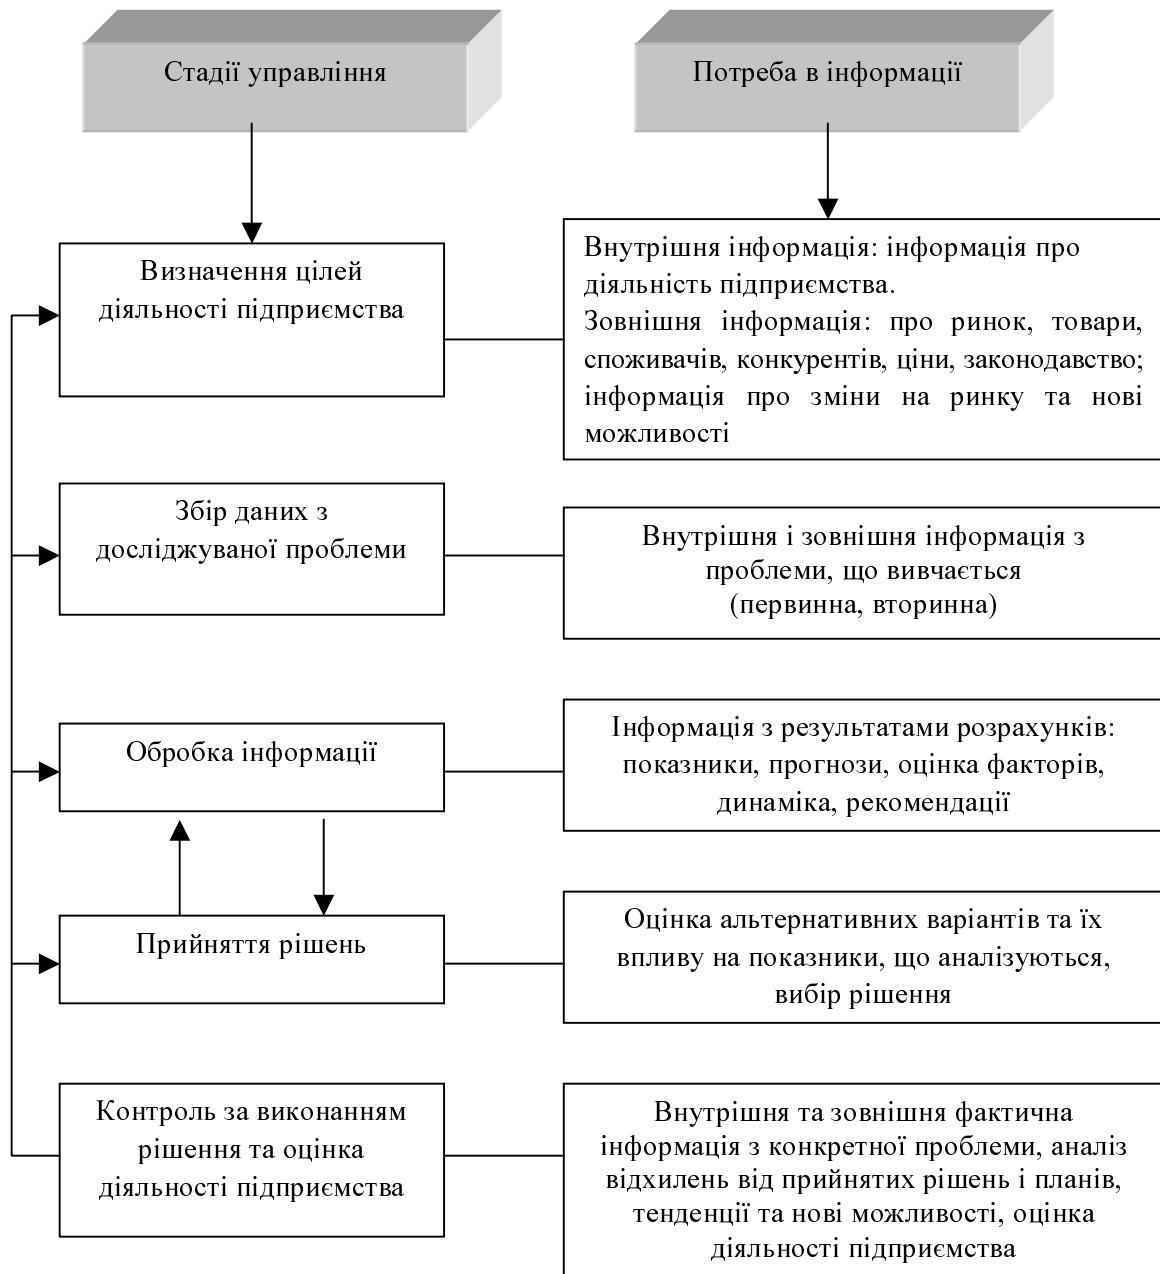 Стадії управління
Потреба в інформації
Визначення цілей
діяльності підприємства
Внутрішня інформація: інформація про
діяльність підприємства.
Зовнішня інформація: про ринок, товари,
споживачів, конкурентів, ціни, законодавство;
інформація про зміни на ринку та нові
можливості
Збір даних з
досліджуваної проблеми
Внутрішня і зовнішня інформація з
проблеми, що вивчається
(первинна, вторинна)
Обробка інформації
Інформація з результатами розрахунків:
показники, прогнози, оцінка факторів,
динаміка, рекомендації
Прийняття рішень
Оцінка альтернативних варіантів та їх
впливу на показники, що аналізуються,
вибір рішення
Контроль за виконанням
рішення та оцінка
діяльності підприємства
Внутрішня та зовнішня фактична
інформація з конкретної проблеми, аналіз
відхилень від прийнятих рішень і планів,
тенденції та нові можливості, оцінка
діяльності підприємства